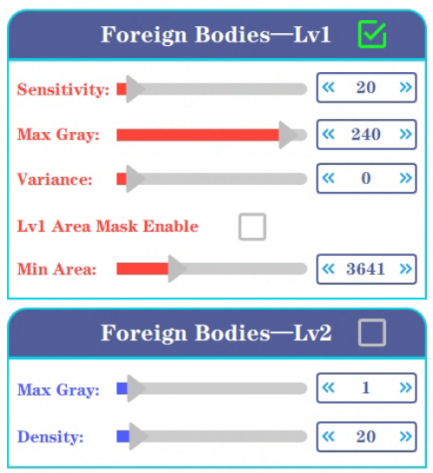 Foreign Bodies—Lv1
Sensitivity: « 20 »
Max Gray: « 240 »
Variance: « 0 »
Lv1 Area Mask Enable
Min Area: « 3641 »
Foreign Bodies—Lv2
Max Gray: « 1 »
Density: « 20 »